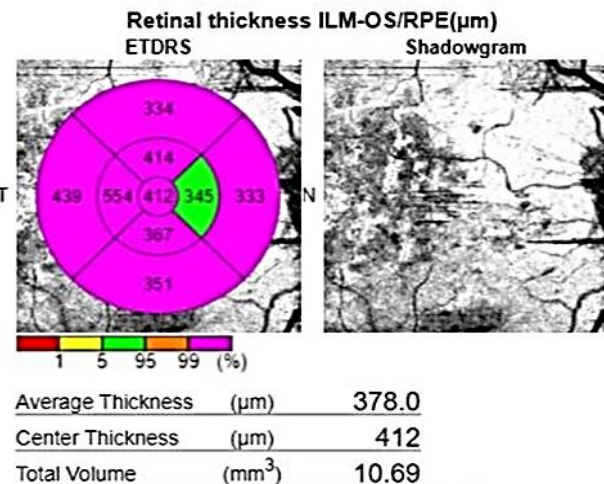 Retinal thickness ILM-OS/RPE(µm)
ETDRS Shadowgram
334
414
T 439 554 412 345 333 N
367
351
1 5 95 99 (%)
Average Thickness (µm) 378.0
Center Thickness (µm) 412
Total Volume (mm³) 10.69